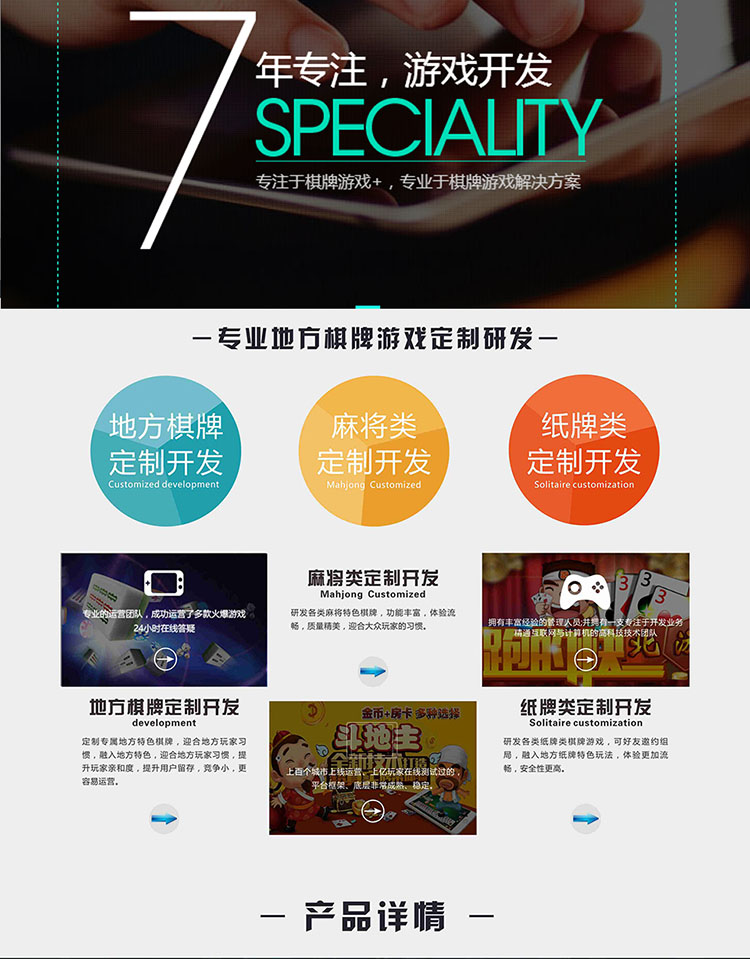 7
年专注，游戏开发
SPECIALITY
专注于棋牌游戏+，专业于棋牌游戏解决方案
专业地方棋牌游戏定制研发
地方棋牌
定制开发
Customized development
麻将类
定制开发
Mahjong Customized
纸牌类
定制开发
Solitaire customization
专业的运营团队，成功运营了多款火爆游戏
24小时在线答疑
麻将类定制开发
Mahjong Customized
研发各类麻将特色棋牌，功能丰富，体验流
畅，质量精美，迎合大众玩家的习惯。
拥有丰富经验的管理人员;并拥有一支专注于开发业务
精通互联网与计算机的高科技技术团队
3
3
3
地方棋牌定制开发
development
定制专属地方特色棋牌，迎合地方玩家习
惯，融入地方特色，迎合地方玩家习惯，提
升玩家亲和度，提升用户留存，竞争小，更
容易运营。
金币+房卡 多种选择
斗地主
上百个城市上线运营、上亿玩家在线测试过的，
平台框架、底层非常成熟、稳定。
纸牌类定制开发
Solitaire customization
研发各类纸牌类棋牌游戏，可好友邀约组
局，融入地方纸牌特色玩法，体验更加流
畅，安全性更高。
产品详情